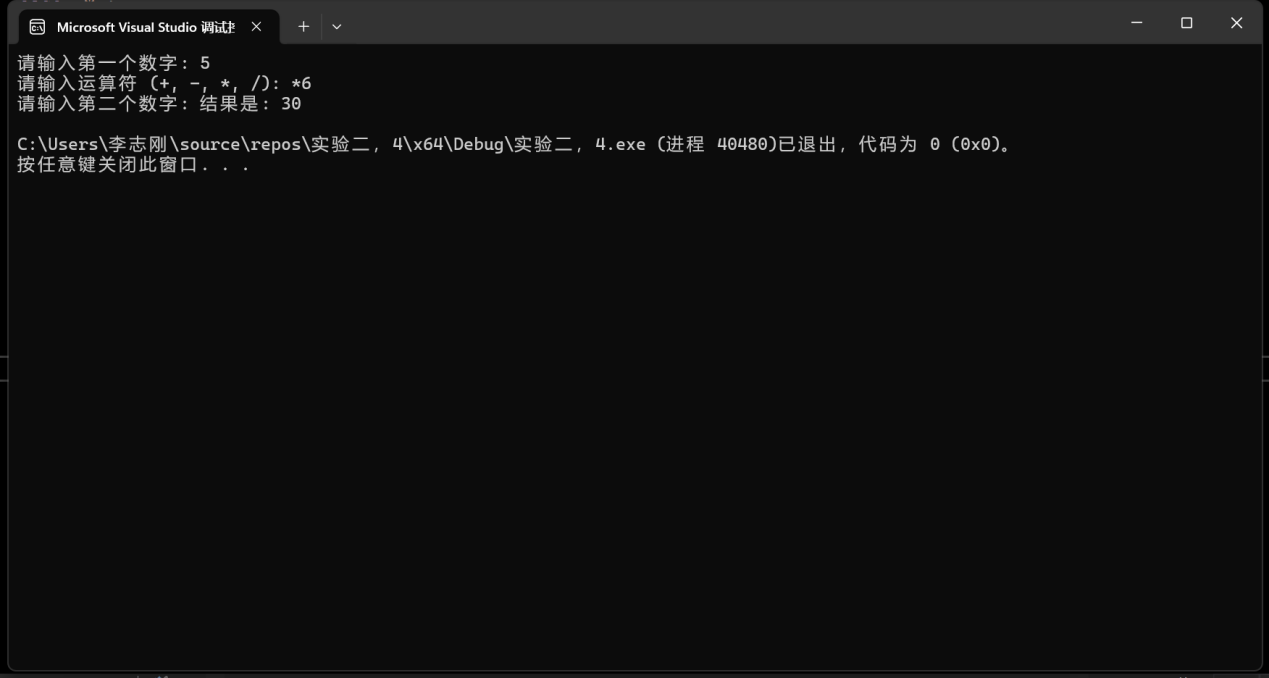 Microsoft Visual Studio 调试
请输入第一个数字: 5
请输入运算符 (+, -, *, /): *6
请输入第二个数字: 结果是: 30
C:\Users\李志刚\source\repos\实验二, 4\x64\Debug\实验二, 4.exe (进程 40480)已退出, 代码为 0 (0x0)。
按任意键关闭此窗口. . .